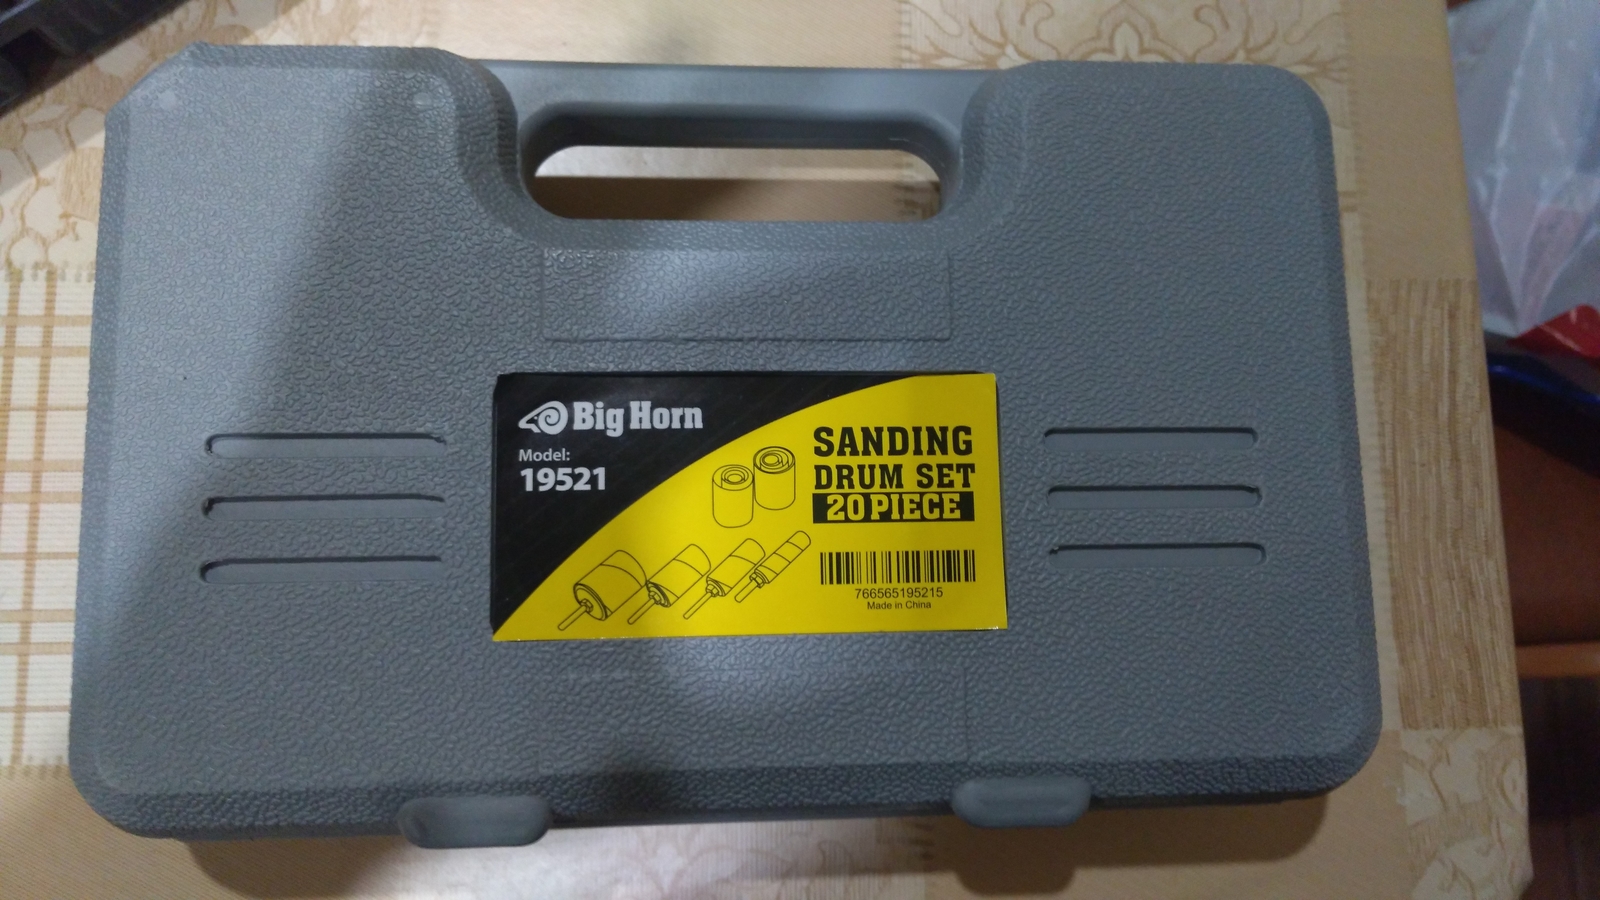 Big Horn
Model:
19521
SANDING
DRUM SET
20 PIECE
766565195215
Made in China